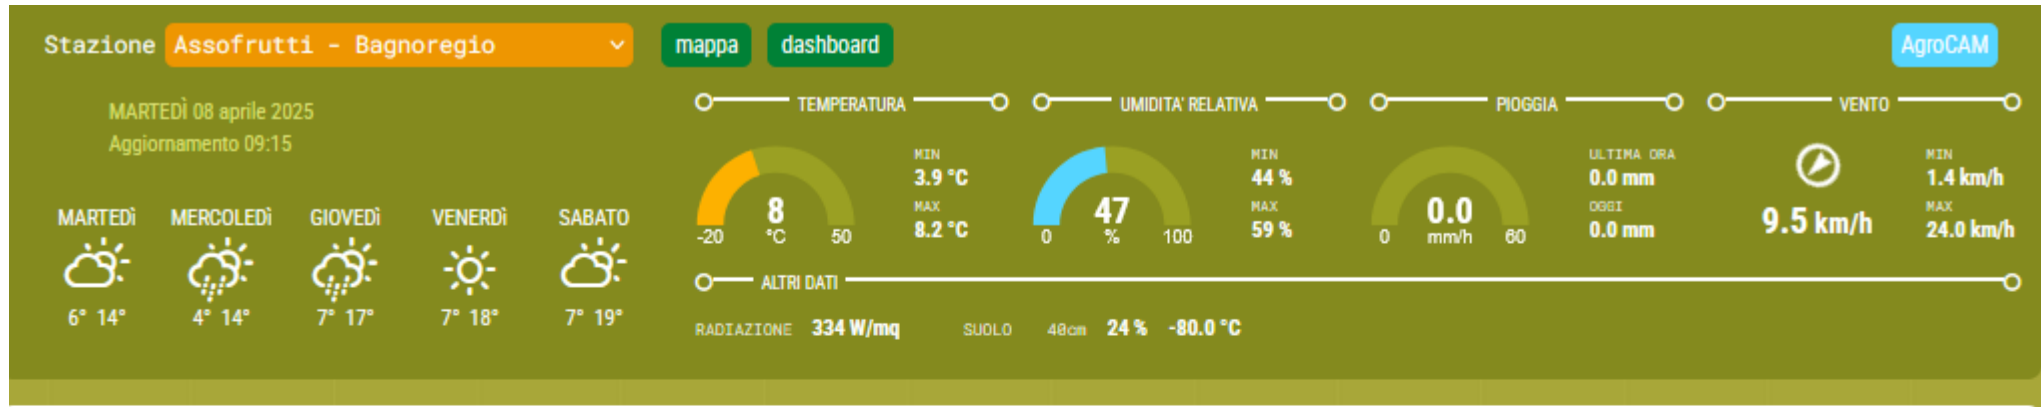 Stazione Assofrutti - Bagnoregio mappa dashboard AgroCAM
MARTEDÌ 08 aprile 2025
Aggiornamento 09:15
MARTEDÌ MERCOLEDÌ GIOVEDÌ VENERDÌ SABATO
6° 14° 4° 14° 7° 17° 7° 18° 7° 19°
TEMPERATURA
8
°C
-20 50
MIN
3.9 °C
MAX
8.2 °C
UMIDITA' RELATIVA
47
%
0 100
MIN
44 %
MAX
59 %
PIOGGIA
0.0
mm/h
0 60
ULTIMA ORA
0.0 mm
OGGI
0.0 mm
VENTO
9.5 km/h
MIN
1.4 km/h
MAX
24.0 km/h
ALTRI DATI
RADIAZIONE 334 W/mq SUOLO 40cm 24 % -80.0 °C